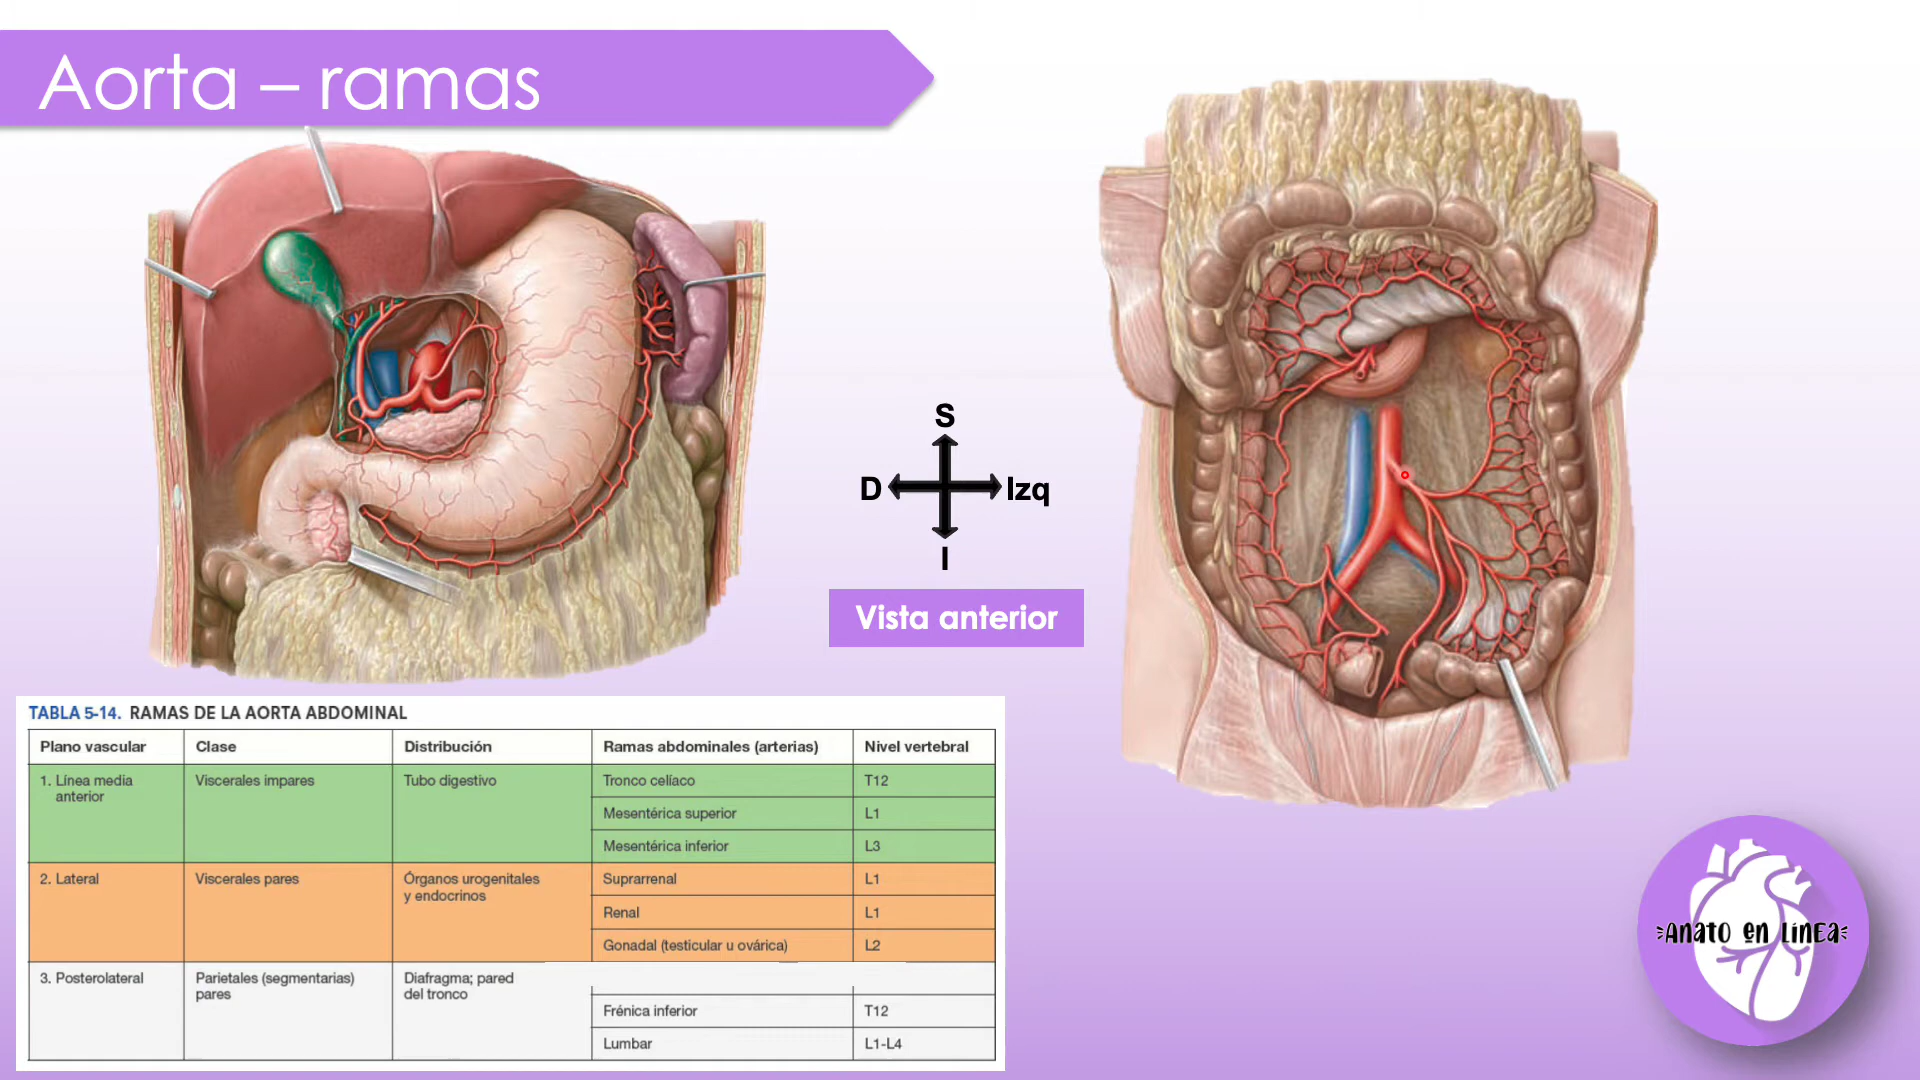 Aorta – ramas
S
D
Izq
I
Vista anterior
TABLA 5-14. RAMAS DE LA AORTA ABDOMINAL
Plano vascular Clase Distribución Ramas abdominales (arterias) Nivel vertebral
1. Línea media anterior Viscerales impares Tubo digestivo Tronco celíaco T12
Mesentérica superior L1
Mesentérica inferior L3
2. Lateral Viscerales pares Órganos urogenitales y endocrinos Suprarrenal L1
Renal L1
Gonadal (testicular u ovárica) L2
3. Posterolateral Parietales (segmentarias) pares Diafragma; pared del tronco
Frénica inferior T12
Lumbar L1-L4
Anato en LínEa